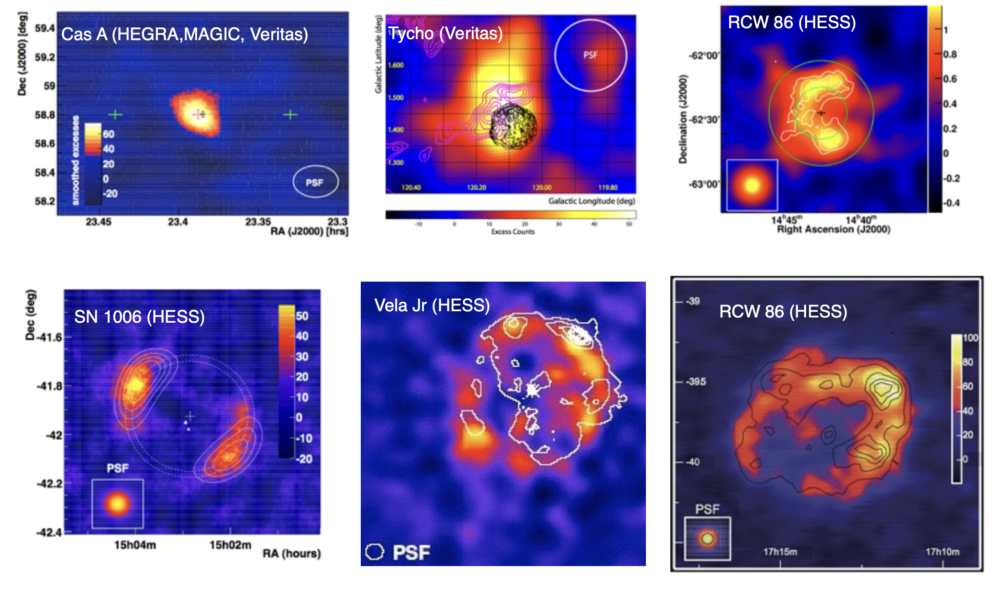 Cas A (HEGRA,MAGIC, Veritas)
Dec (J2000) [deg]
59.4
59.2
59
58.8
58.6
58.4
58.2
smoothed excesses
60
40
20
0
-20
PSF
23.45
23.4
23.35
23.3
RA (J2000) [hrs]
Tycho (Veritas)
Galactic Latitude (deg)
1.600
1.500
1.400
1.300
PSF
120.40
120.20
120.00
119.80
Galactic Longitude (deg)
-10
0
10
20
30
40
50
Excess Counts
RCW 86 (HESS)
Declination (J2000)
-62°00'
-62°30'
-63°00'
1
0.8
0.6
0.4
0.2
0
-0.2
-0.4
14h45m
14h40m
Right Ascension (J2000)
SN 1006 (HESS)
Dec (deg)
-41.6
-41.8
-42
-42.2
-42.4
50
40
30
20
10
0
-10
-20
PSF
15h04m
15h02m
RA (hours)
Vela Jr (HESS)
PSF
RCW 86 (HESS)
-39
-39.5
-40
100
80
60
40
20
0
PSF
17h15m
17h10m